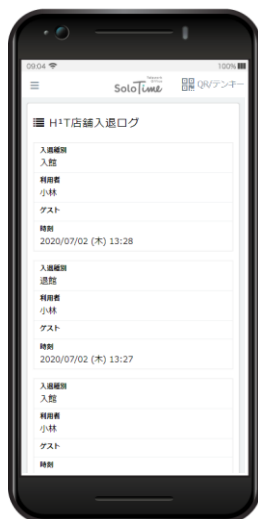 09:04 100%
SoloTime QR/テンキー
H¹T店舗入退ログ
入退種別
入館
利用者
小林
ゲスト
時刻
2020/07/02 (木) 13:28
入退種別
退館
利用者
小林
ゲスト
時刻
2020/07/02 (木) 13:27
入退種別
入館
利用者
小林
ゲスト
時刻